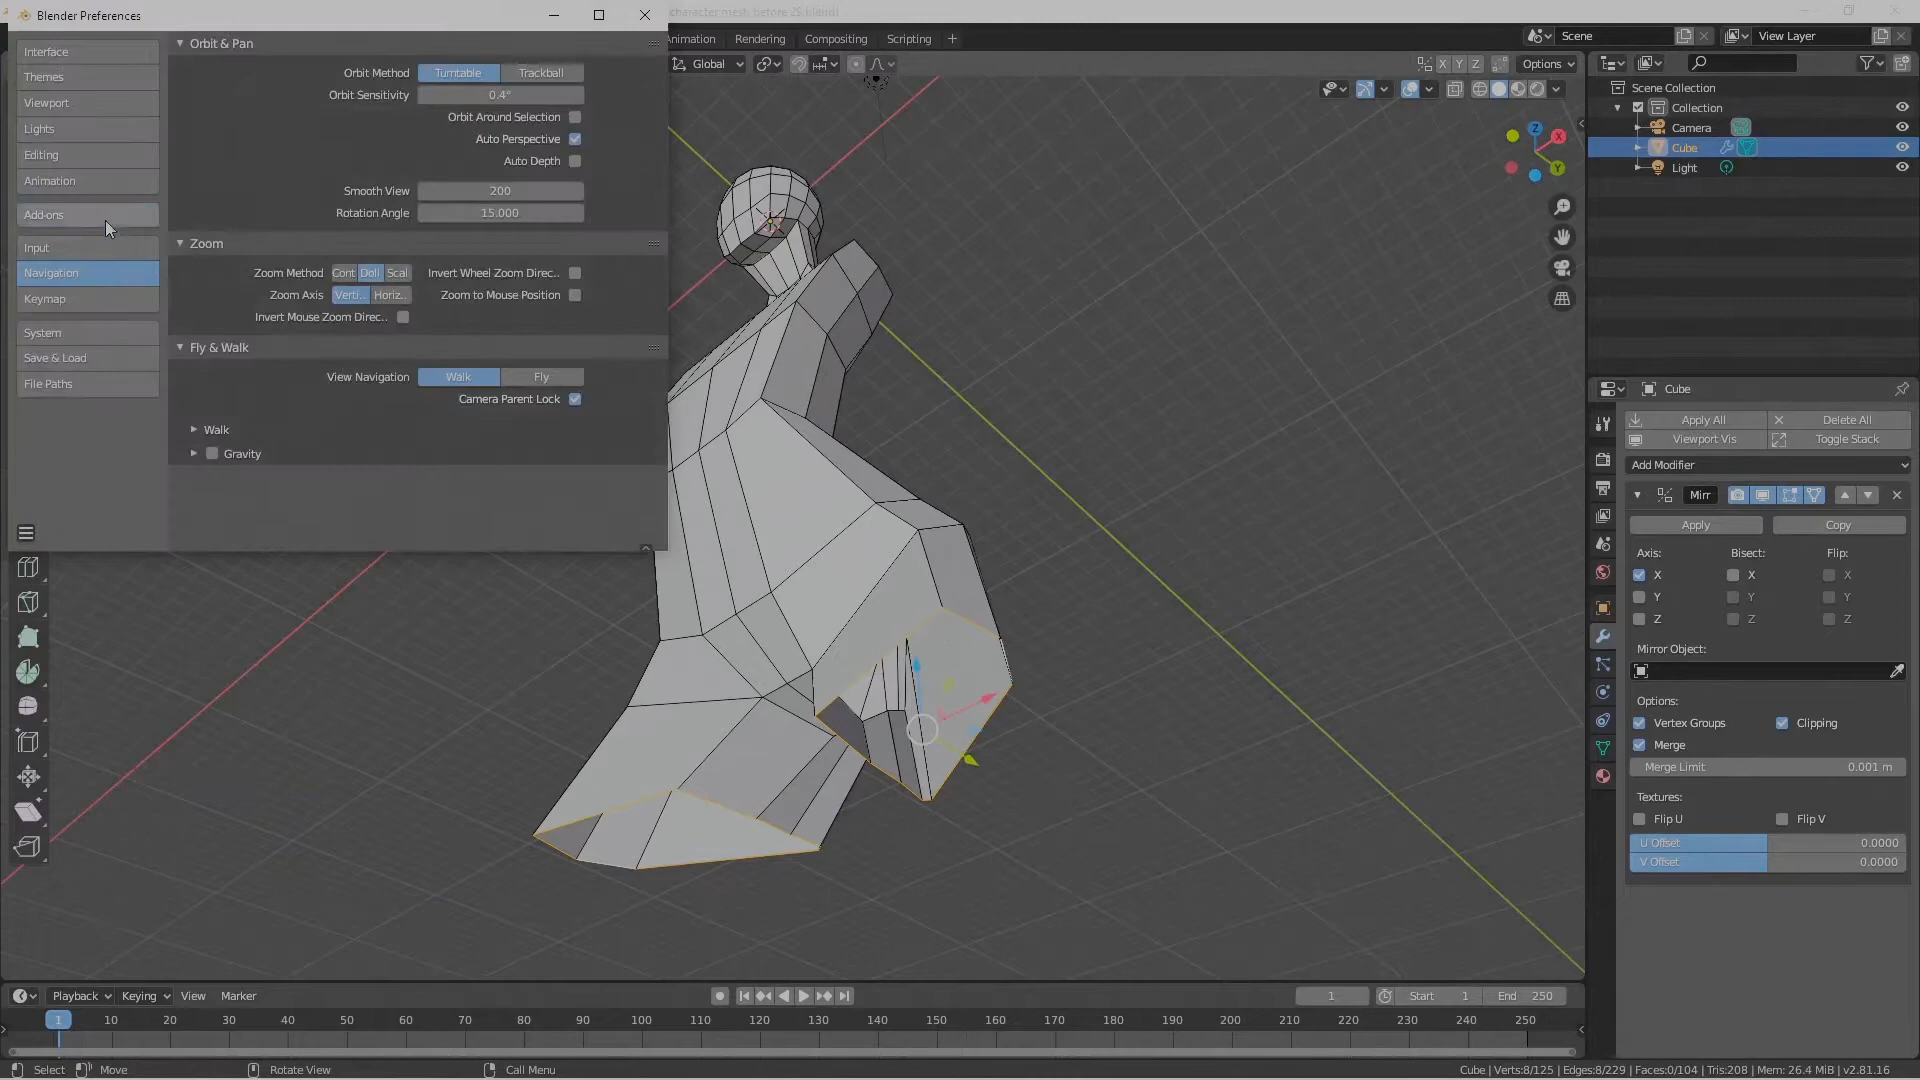 Blender Preferences
character mesh, before 25.blend]
Interface
Themes
Viewport
Lights
Editing
Animation
Add-ons
Input
Navigation
Keymap
System
Save & Load
File Paths
Orbit & Pan
Orbit Method Turntable Trackball
Orbit Sensitivity 0.4°
Orbit Around Selection
Auto Perspective
Auto Depth
Smooth View 200
Rotation Angle 15.000
Zoom
Zoom Method Cont Doll Scal Invert Wheel Zoom Direc..
Zoom Axis Verti.. Horiz.. Zoom to Mouse Position
Invert Mouse Zoom Direc..
Fly & Walk
View Navigation Walk Fly
Camera Parent Lock
Walk
Gravity
Animation Rendering Compositing Scripting
Scene View Layer
Global X Y Z Options
Z X Y
Scene Collection
Collection
Camera
Cube
Light
Cube
Apply All Delete All
Viewport Vis Toggle Stack
Add Modifier
Mirr
Apply Copy
Axis: Bisect: Flip:
X X X
Y Y Y
Z Z Z
Mirror Object:
Options:
Vertex Groups Clipping
Merge
Merge Limit 0.001 m
Textures:
Flip U Flip V
U Offset 0.0000
V Offset 0.0000
Playback Keying View Marker
1 Start 1 End 250
1 10 20 30 40 50 60 70 80 90 100 110 120 130 140 150 160 170 180 190 200 210 220 230 240 250
Select Move Rotate View Call Menu
Cube | Verts:8/125 | Edges:8/229 | Faces:0/104 | Tris:208 | Mem: 26.4 MiB | v2.81.16